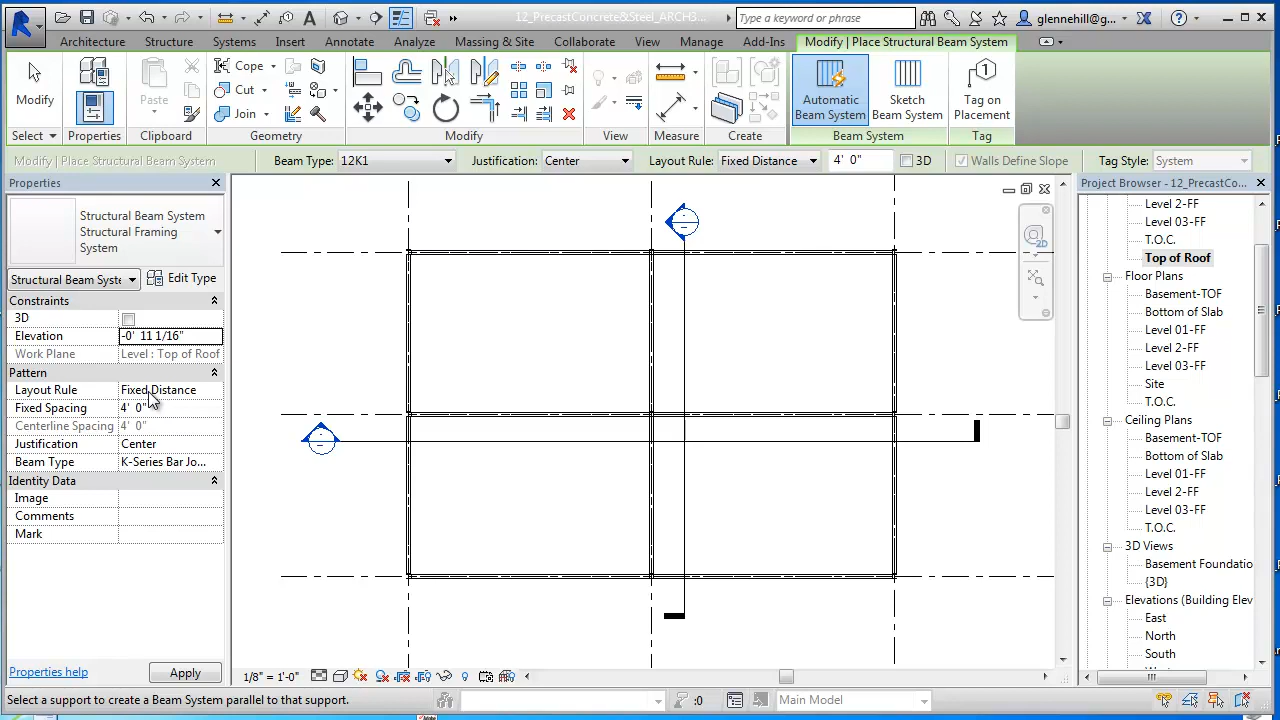 12_PrecastConcrete&Steel_ARCH3...
Type a keyword or phrase
glennehill@g...
Architecture Structure Systems Insert Annotate Analyze Massing & Site Collaborate View Manage Add-Ins Modify | Place Structural Beam System
Modify
Properties
Paste
Cope
Cut
Join
Automatic
Beam System
Sketch
Beam System
Tag on
Placement
Select Properties Clipboard Geometry Modify View Measure Create Beam System Tag
Modify | Place Structural Beam System Beam Type: 12K1 Justification: Center Layout Rule: Fixed Distance 4' 0" 3D Walls Define Slope Tag Style: System
Properties
Structural Beam System
Structural Framing
System
Structural Beam Syste Edit Type
Constraints
3D
Elevation -0' 11 1/16"
Work Plane Level : Top of Roof
Pattern
Layout Rule Fixed Distance
Fixed Spacing 4' 0"
Centerline Spacing 4' 0"
Justification Center
Beam Type K-Series Bar Jo...
Identity Data
Image
Comments
Mark
Properties help Apply
2D
Project Browser - 12_PrecastCo...
Level 2-FF
Level 03-FF
T.O.C.
Top of Roof
Floor Plans
Basement-TOF
Bottom of Slab
Level 01-FF
Level 2-FF
Level 03-FF
Site
T.O.C.
Ceiling Plans
Basement-TOF
Bottom of Slab
Level 01-FF
Level 2-FF
Level 03-FF
T.O.C.
3D Views
Basement Foundatio
{3D}
Elevations (Building Elev
East
North
South
1/8" = 1'-0"
Select a support to create a Beam System parallel to that support. :0 Main Model